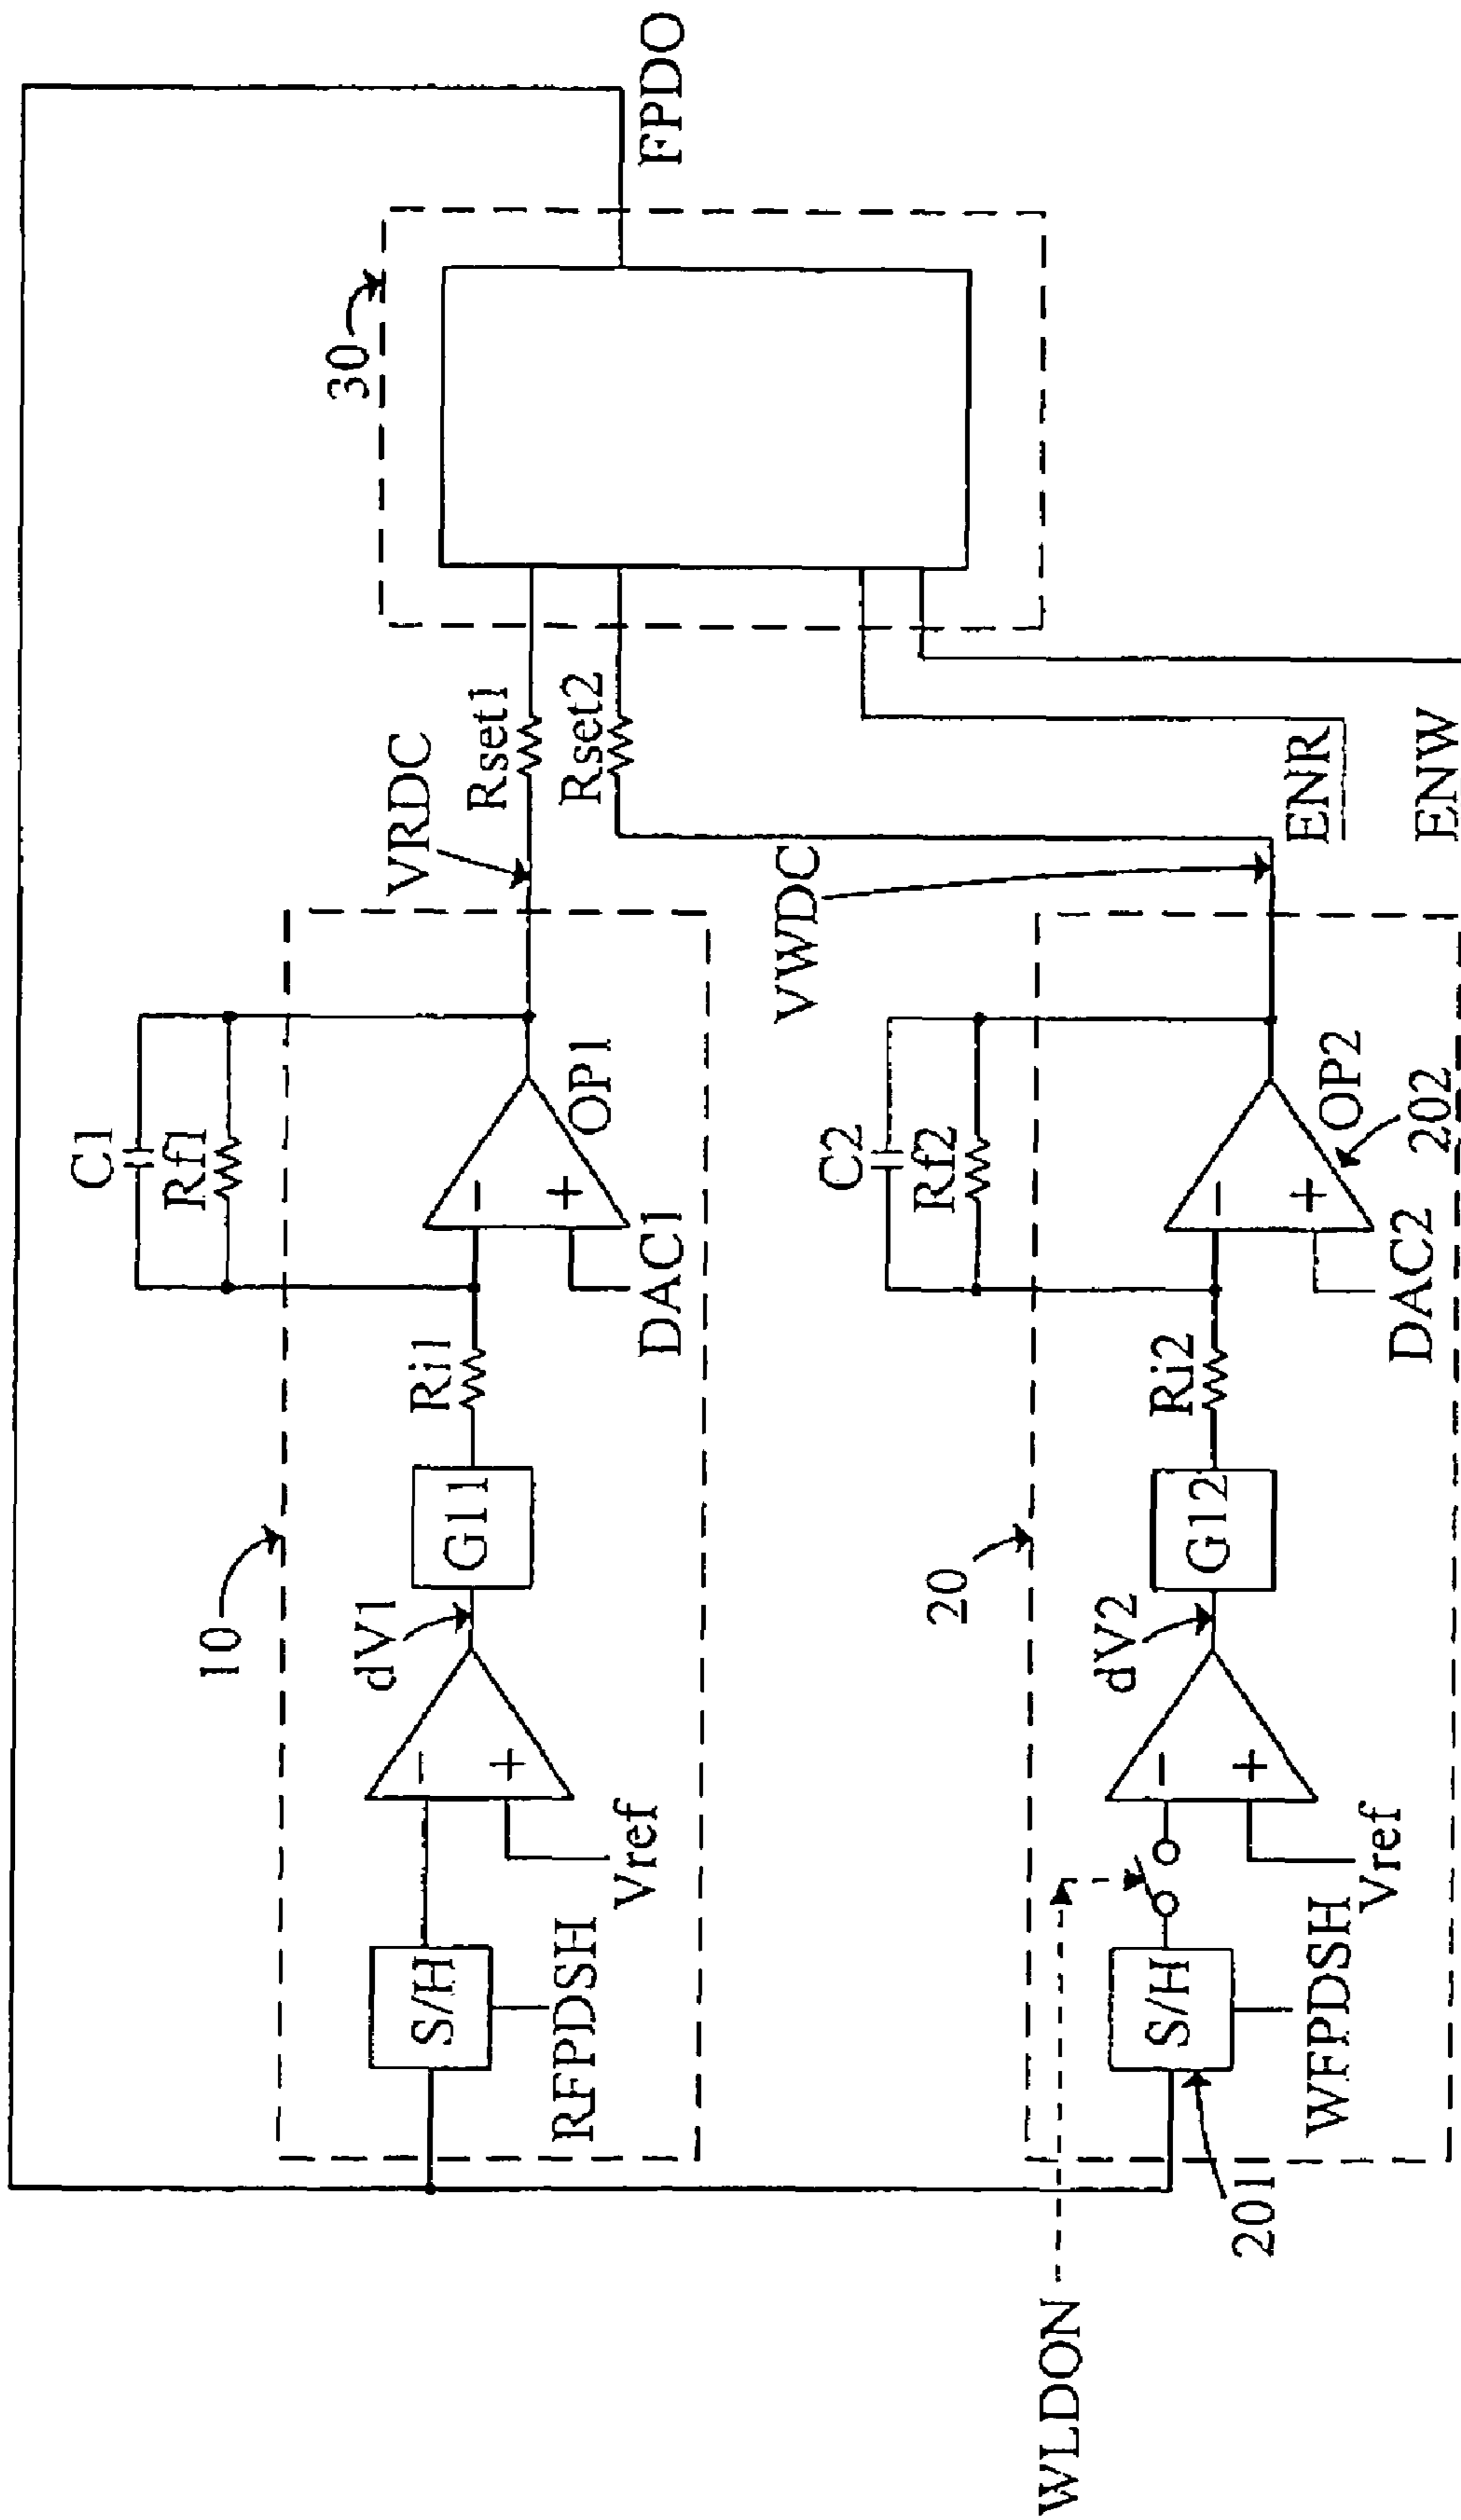 C1
Rf1
10
dV1
G11
Ri1
OP1
VRDC
Rset1
Rset2
30
FPDO
S/H
-
+
-
+
RFPDSH
Vref
DAC1
C2
Rf2
VWDC
WLDON
20
dV2
G12
Ri2
OP2
202
ENR
ENW
S/H
-
+
-
+
201
WFPDSH
Vref
DAC2